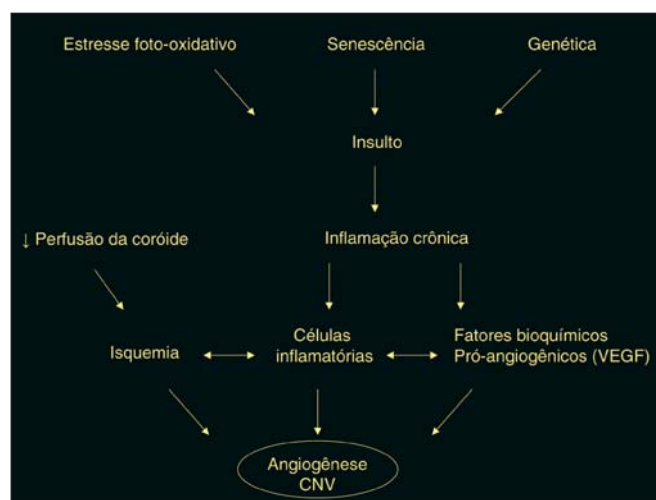 Estresse foto-oxidativo
Senescência
Genética
Insulto
↓ Perfusão da coróide
Inflamação crônica
Isquemia
Células
inflamatórias
Fatores bioquímicos
Pró-angiogênicos (VEGF)
Angiogênese
CNV